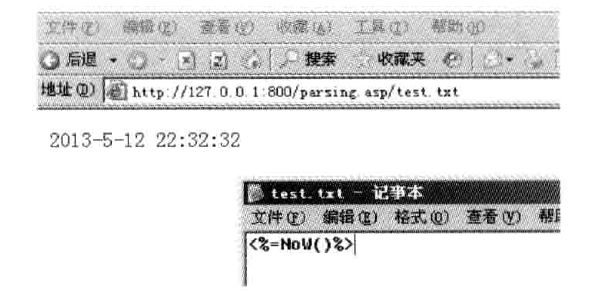 文件(F) 编辑(E) 查看(V) 收藏(A) 工具(T) 帮助(H)
后退 搜索 收藏夹
地址(D) http://127.0.0.1:800/parsing.asp/test.txt
2013-5-12 22:32:32
test.txt - 记事本
文件(F) 编辑(E) 格式(O) 查看(V)
<%=NoW()%>